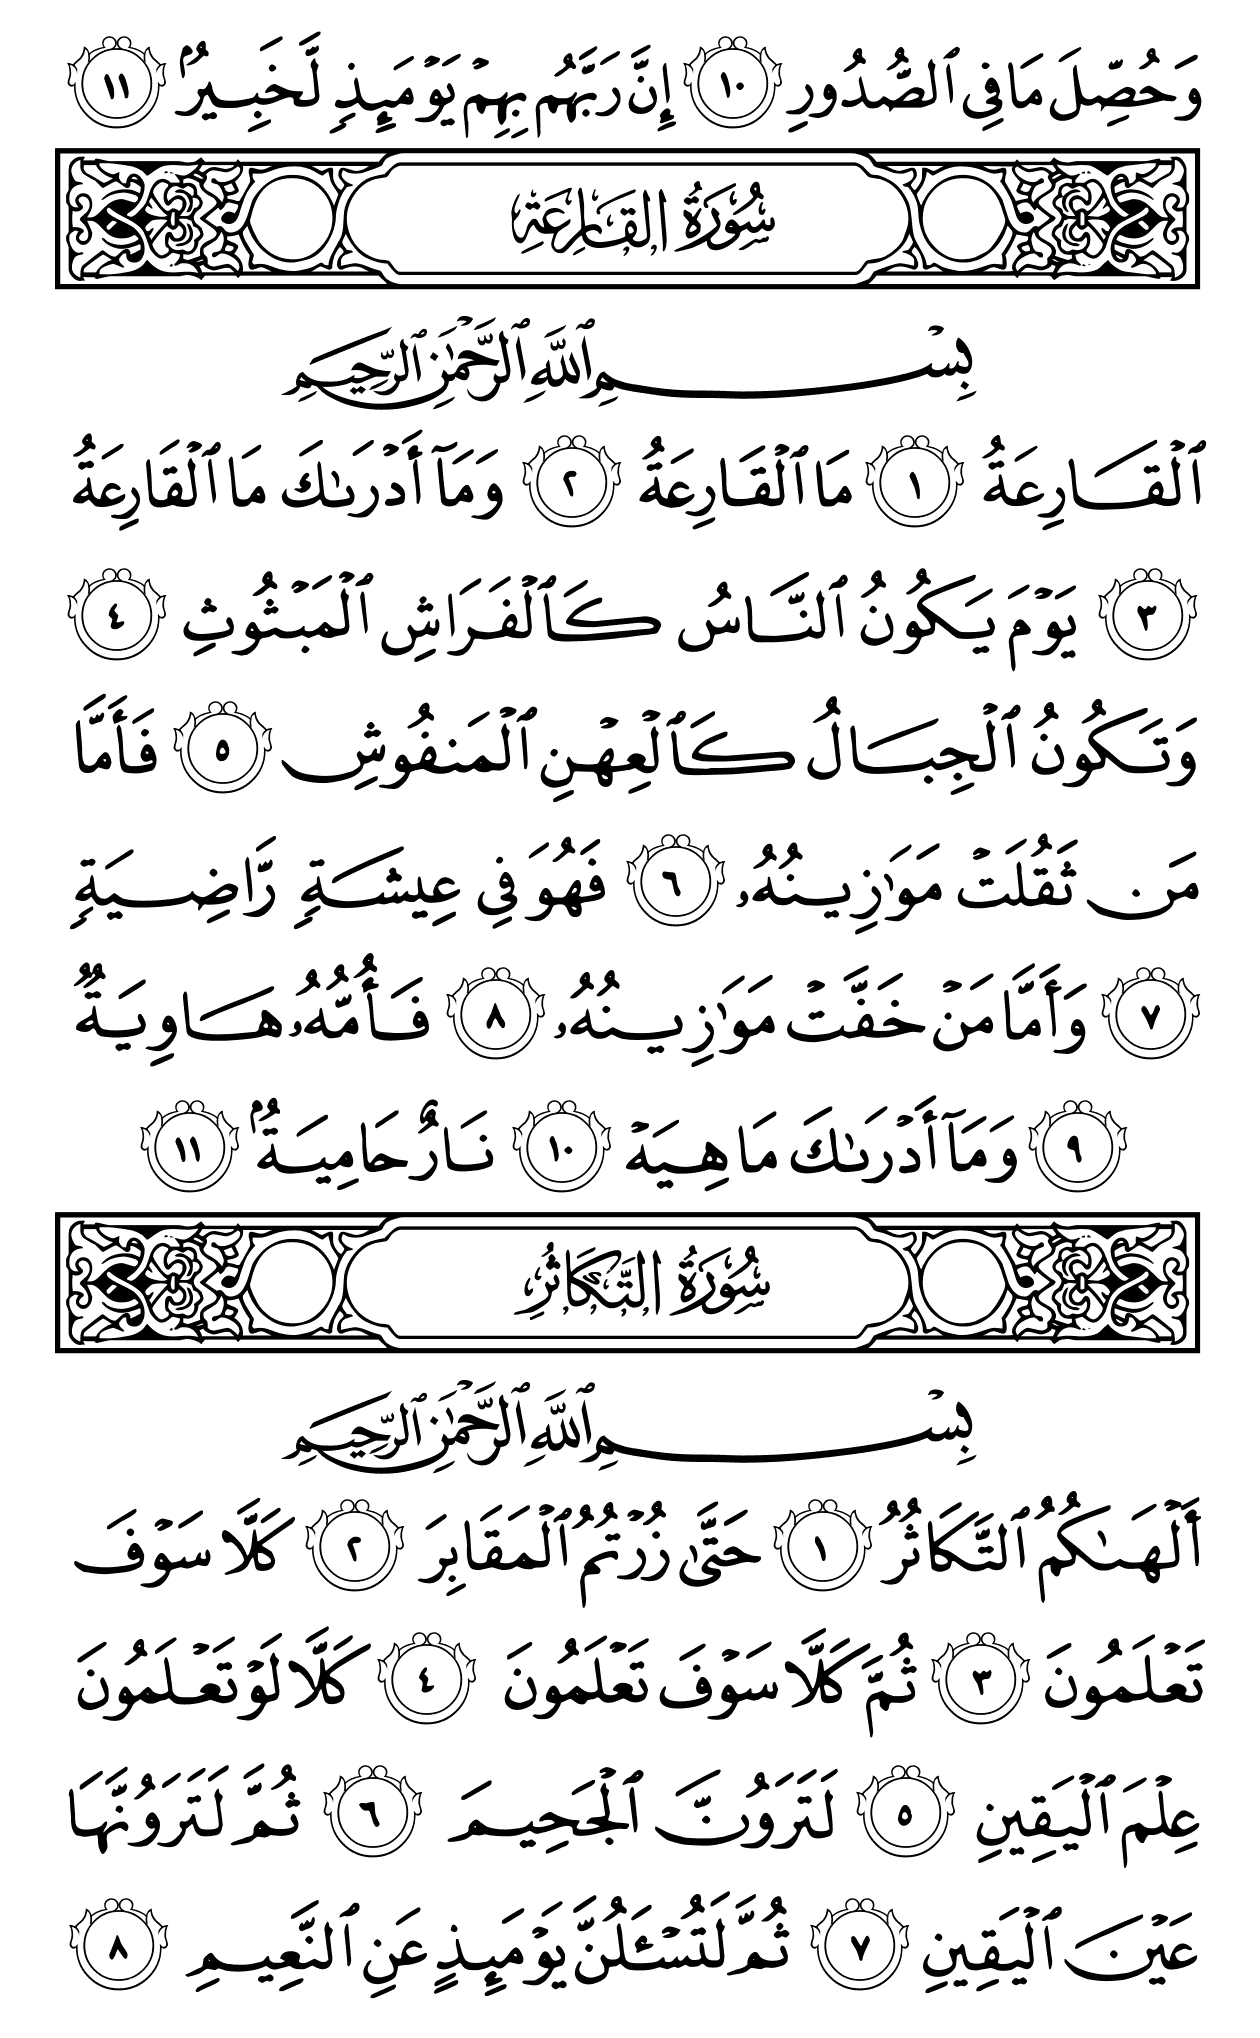 وَحُصِّلَ مَا فِى ٱلصُّدُورِ ١٠ إِنَّ رَبَّهُم بِهِمْ يَوْمَئِذٍ لَّخَبِيرٌۢ ١١
سُورَةُ القَارِعَةِ
بِسْمِ ٱللَّهِ ٱلرَّحْمَٰنِ ٱلرَّحِيمِ
ٱلْقَارِعَةُ ١ مَا ٱلْقَارِعَةُ ٢ وَمَآ أَدْرَىٰكَ مَا ٱلْقَارِعَةُ
٣ يَوْمَ يَكُونُ ٱلنَّاسُ كَٱلْفَرَاشِ ٱلْمَبْثُوثِ ٤
وَتَكُونُ ٱلْجِبَالُ كَٱلْعِهْنِ ٱلْمَنفُوشِ ٥ فَأَمَّا
مَن ثَقُلَتْ مَوَٰزِينُهُۥ ٦ فَهُوَ فِى عِيشَةٍ رَّاضِيَةٍ
٧ وَأَمَّا مَنْ خَفَّتْ مَوَٰزِينُهُۥ ٨ فَأُمُّهُۥ هَاوِيَةٌ
٩ وَمَآ أَدْرَىٰكَ مَا هِيَهْ ١٠ نَارٌ حَامِيَةٌۢ ١١
سُورَةُ التَّكَاثُرِ
بِسْمِ ٱللَّهِ ٱلرَّحْمَٰنِ ٱلرَّحِيمِ
أَلْهَىٰكُمُ ٱلتَّكَاثُرُ ١ حَتَّىٰ زُرْتُمُ ٱلْمَقَابِرَ ٢ كَلَّا سَوْفَ
تَعْلَمُونَ ٣ ثُمَّ كَلَّا سَوْفَ تَعْلَمُونَ ٤ كَلَّا لَوْ تَعْلَمُونَ
عِلْمَ ٱلْيَقِينِ ٥ لَتَرَوُنَّ ٱلْجَحِيمَ ٦ ثُمَّ لَتَرَوُنَّهَا
عَيْنَ ٱلْيَقِينِ ٧ ثُمَّ لَتُسْـَٔلُنَّ يَوْمَئِذٍ عَنِ ٱلنَّعِيمِ ٨